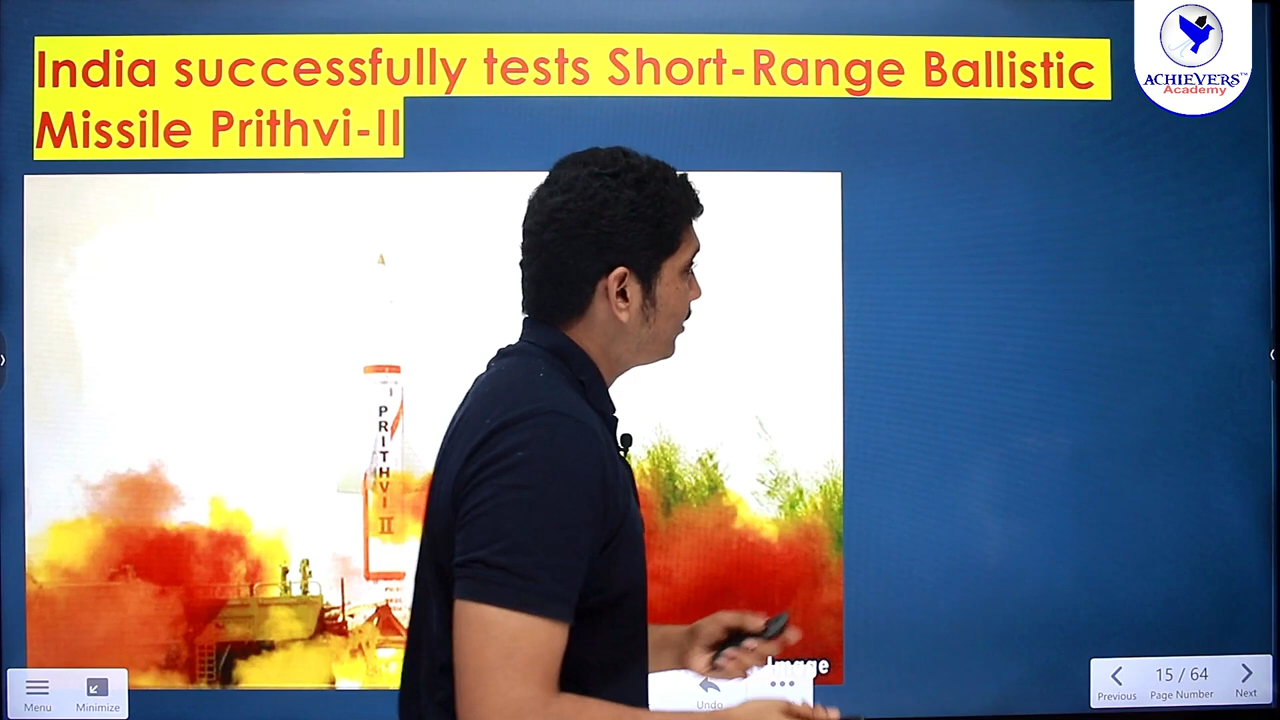 India successfully tests Short-Range Ballistic
Missile Prithvi-II
ACHIEVERS™
Academy
PRITHVI
II
Image
Menu
Minimize
Undo
Previous
15 / 64
Page Number
Next